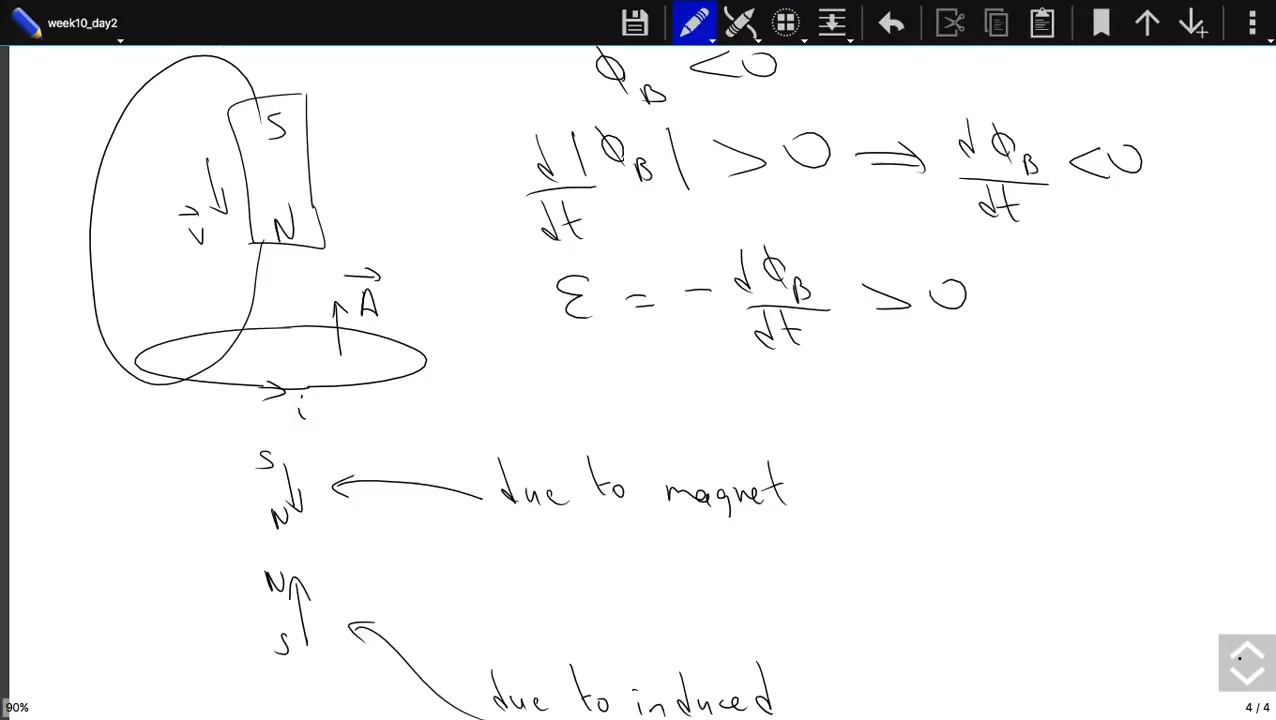 week10_day2
ϕ_B < 0
S
d|ϕ_B|/dt > 0 ⇒ dϕ_B/dt < 0
v⃗
N
A⃗
ε = - dϕ_B/dt > 0
i
S
N
due to magnet
N
S
due to induced
90%
4 / 4